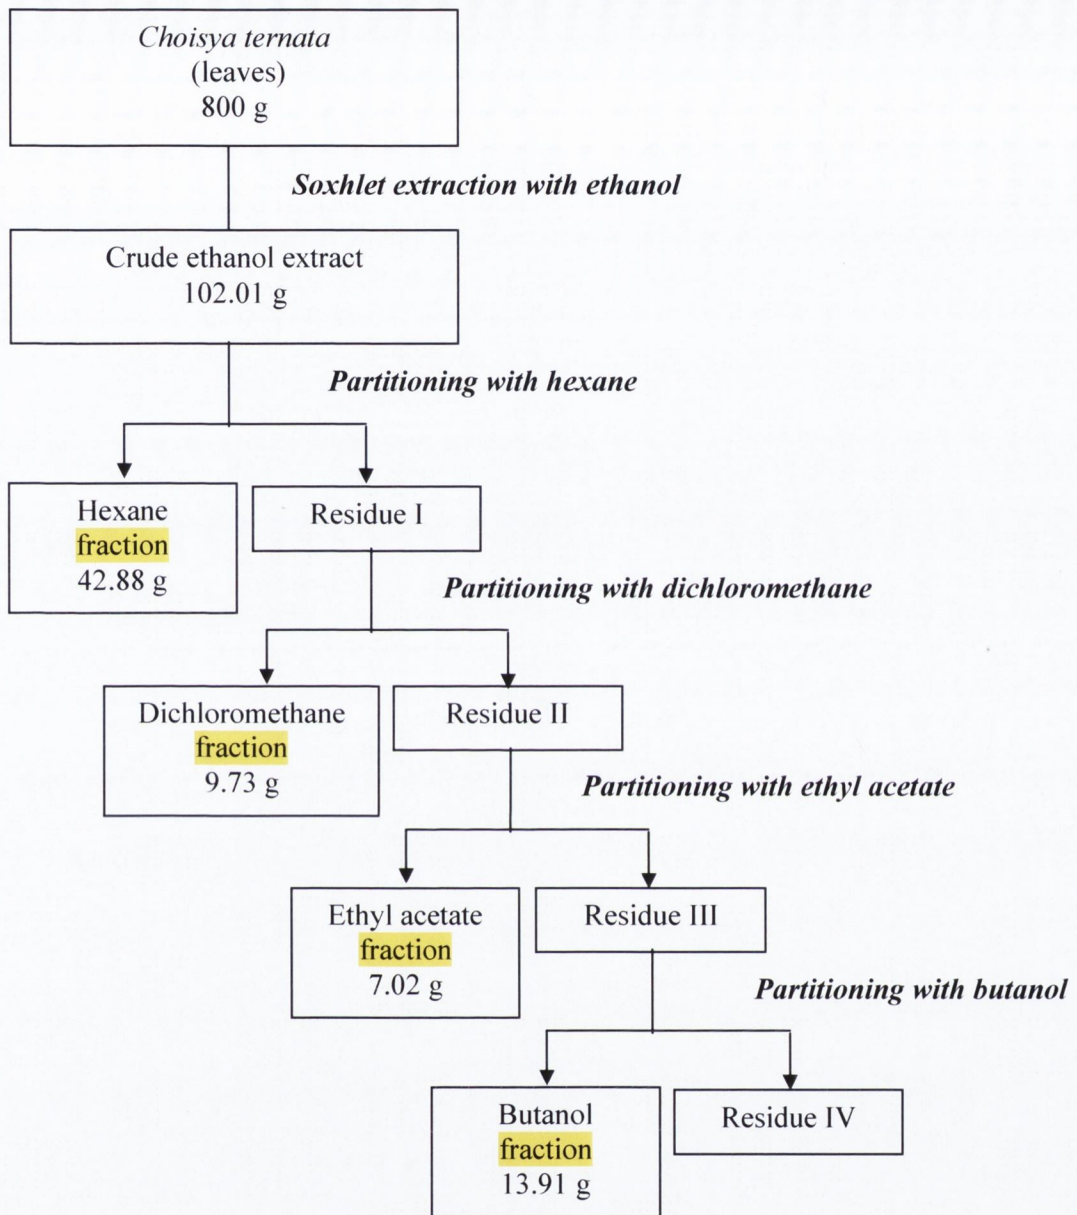 Choisya ternata
(leaves)
800 g
Soxhlet extraction with ethanol
Crude ethanol extract
102.01 g
Partitioning with hexane
Hexane
fraction
42.88 g
Residue I
Partitioning with dichloromethane
Dichloromethane
fraction
9.73 g
Residue II
Partitioning with ethyl acetate
Ethyl acetate
fraction
7.02 g
Residue III
Partitioning with butanol
Butanol
fraction
13.91 g
Residue IV